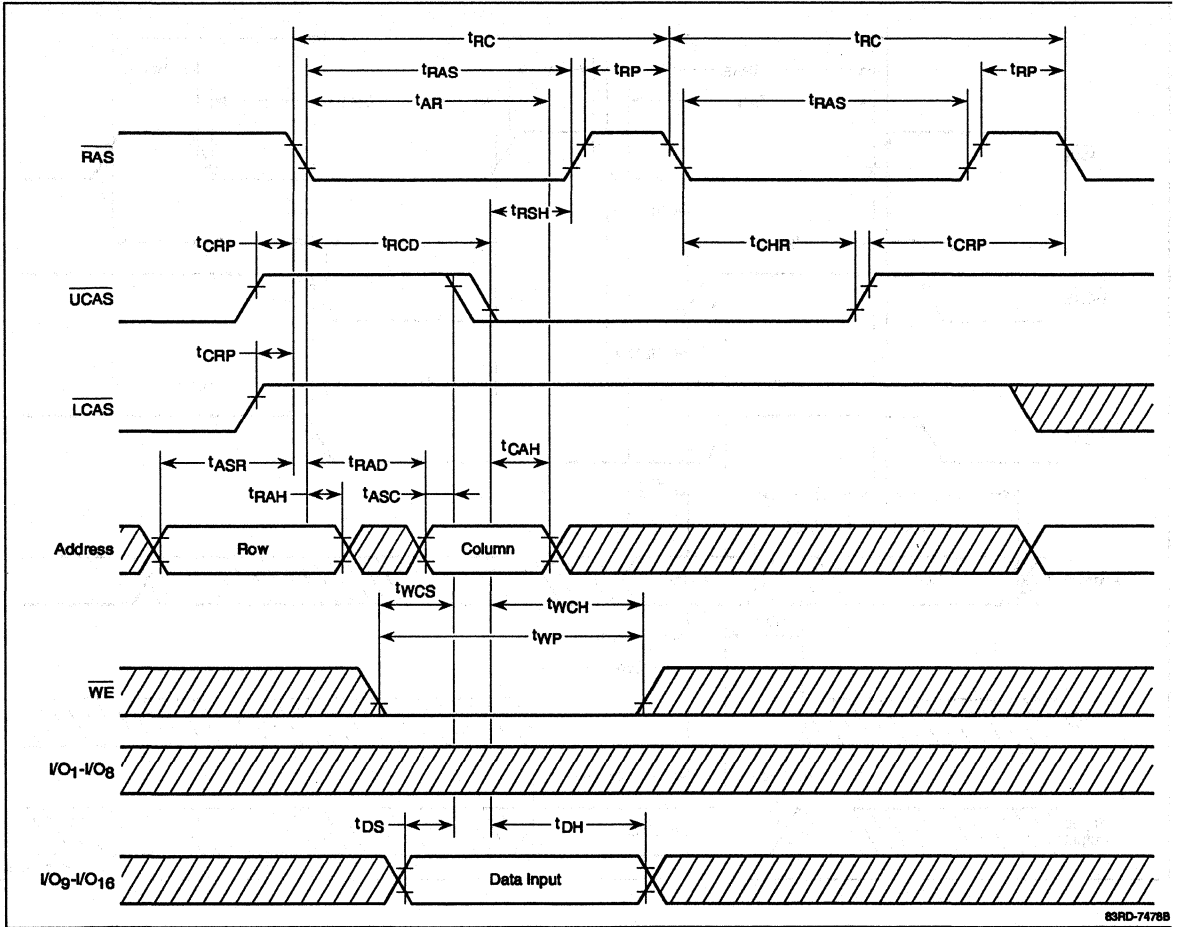 tRC tRC
tRAS tRP tRP
tAR tRAS
RAS
tRSH
tCRP tRCD tCHR tCRP
UCAS
tCRP
LCAS
tASR tRAD tCAH
tRAH tASC
Address Row Column
tWCS tWCH
tWP
WE
I/O1-I/O8
tDS tDH
I/O9-I/O16 Data Input
83RD-7478B